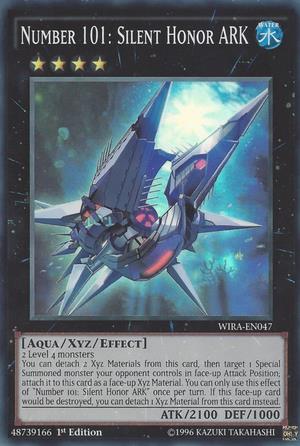 NUMBER 101: SILENT HONOR ARK
WATER
水
WIRA-EN047
[AQUA/XYZ/EFFECT]
2 Level 4 monsters
You can detach 2 Xyz Materials from this card, then target 1 Special
Summoned monster your opponent controls in face-up Attack Position;
attach it to this card as a Xyz Material. You can only use this effect
of "Number 101: Silent Honor ARK" once per turn. If this face-up card
would be destroyed, you can detach 1 Xyz Material from this card instead.
ATK/2100 DEF/1000
48739166 1st Edition ©1996 KAZUKI TAKAHASHI